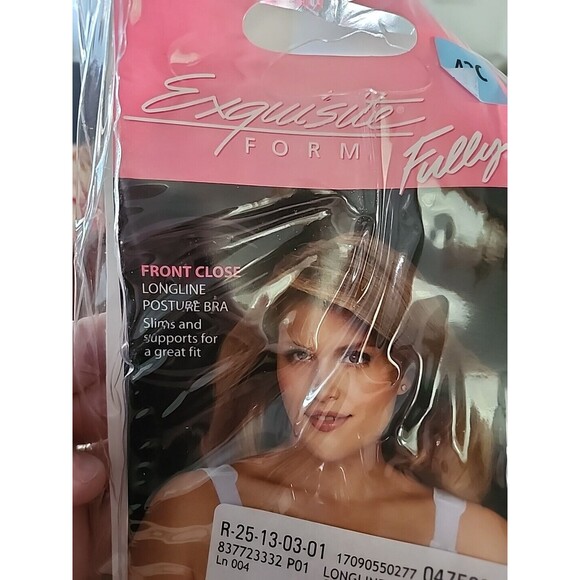 42C
Exquisite®
FORM
Fully
FRONT CLOSE
LONGLINE
POSTURE BRA
Slims and
supports for
a great fit
R-25-13-03-01 17090550277
837723332 P01
Ln 004